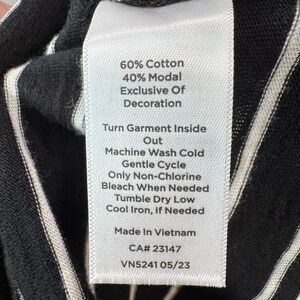 60% Cotton
40% Modal
Exclusive Of
Decoration
Turn Garment Inside
Out
Machine Wash Cold
Gentle Cycle
Only Non-Chlorine
Bleach When Needed
Tumble Dry Low
Cool Iron, If Needed
Made In Vietnam
CA# 23147
VN5241 05/23